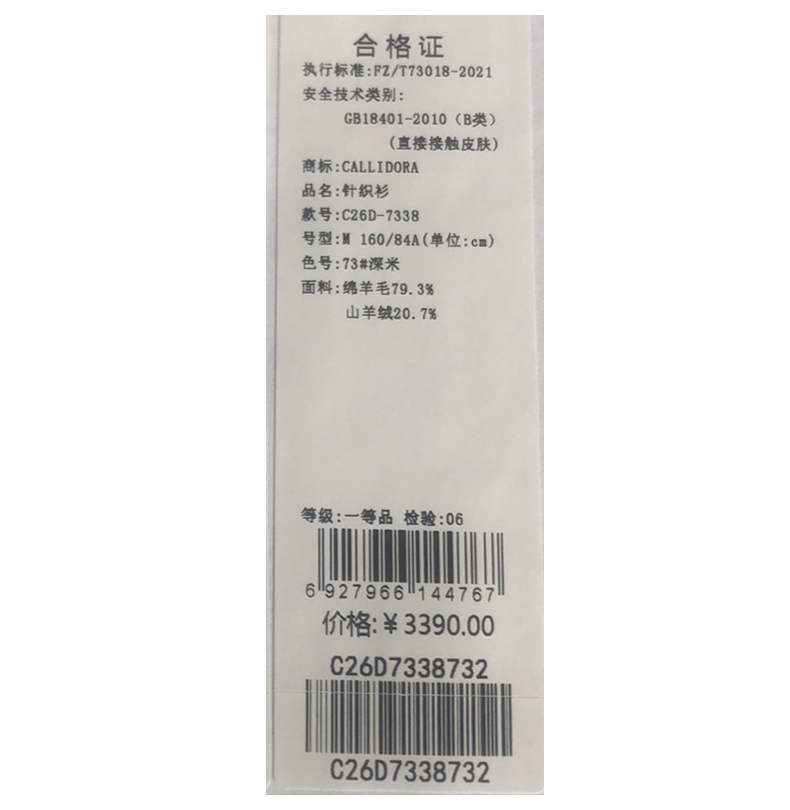 合格证
执行标准:FZ/T73018-2021
安全技术类别:
GB18401-2010（B类）
(直接接触皮肤)
商标:CALLIDORA
品名:针织衫
款号:C26D-7338
号型:M 160/84A(单位:cm)
色号:73#深米
面料:绵羊毛79.3%
山羊绒20.7%
等级:一等品 检验:06
6 927966 144767
价格:￥3390.00
C26D7338732
C26D7338732